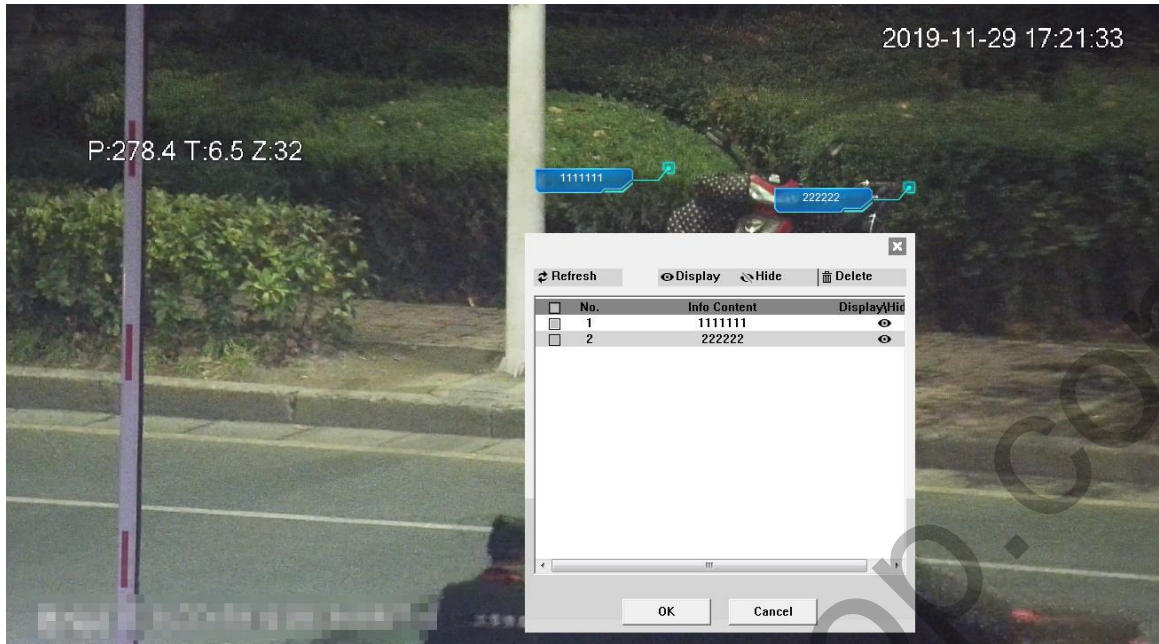 2019-11-29 17:21:33
P:278.4 T:6.5 Z:32
1111111
222222
Refresh Display Hide Delete
No. Info Content Display\Hid
1 1111111
2 222222
OK Cancel